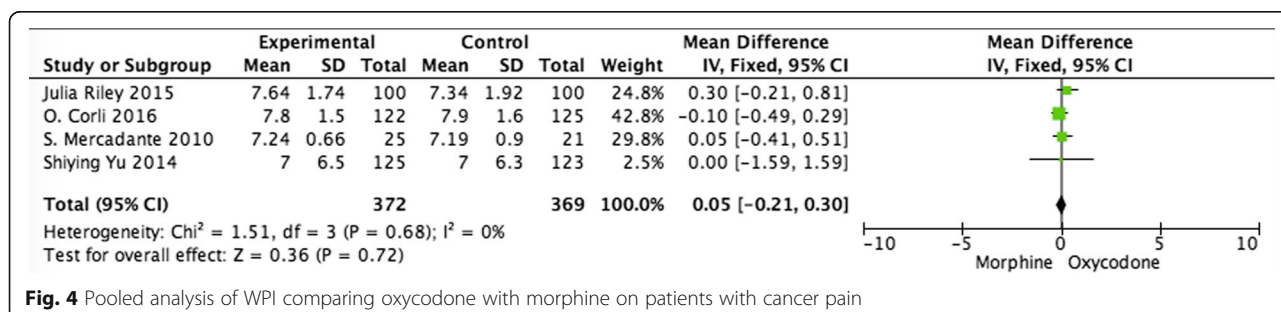 Experimental Control Mean Difference Mean Difference
Study or Subgroup Mean SD Total Mean SD Total Weight IV, Fixed, 95% CI IV, Fixed, 95% CI
Julia Riley 2015 7.64 1.74 100 7.34 1.92 100 24.8% 0.30 [-0.21, 0.81]
O. Corli 2016 7.8 1.5 122 7.9 1.6 125 42.8% -0.10 [-0.49, 0.29]
S. Mercadante 2010 7.24 0.66 25 7.19 0.9 21 29.8% 0.05 [-0.41, 0.51]
Shiying Yu 2014 7 6.5 125 7 6.3 123 2.5% 0.00 [-1.59, 1.59]
Total (95% CI) 372 369 100.0% 0.05 [-0.21, 0.30]
Heterogeneity: Chi² = 1.51, df = 3 (P = 0.68); I² = 0%
Test for overall effect: Z = 0.36 (P = 0.72)
-10 -5 0 5 10
Morphine Oxycodone
Fig. 4 Pooled analysis of WPI comparing oxycodone with morphine on patients with cancer pain